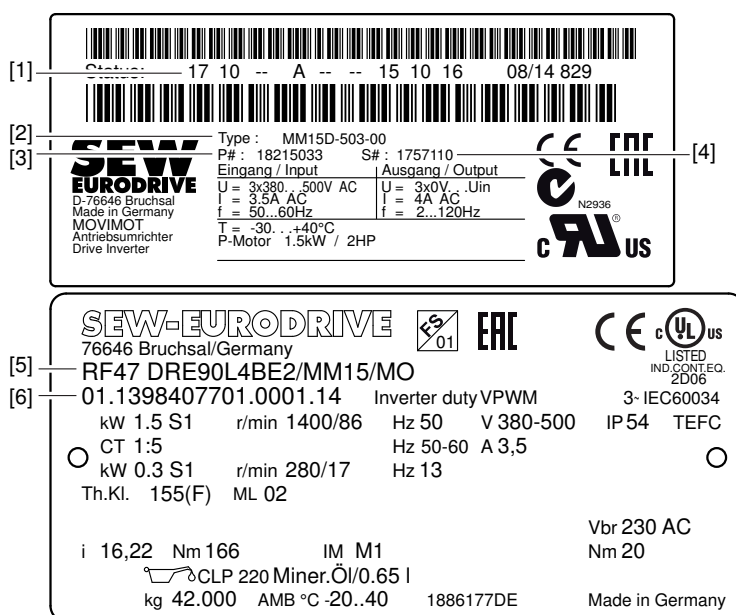 [1] Status: 17 10 -- A -- -- 15 10 16 08/14 829
[2] Type : MM15D-503-00
[3] P# : 18215033 S# : 1757110 [4]
SEW
EURODRIVE
D-76646 Bruchsal
Made in Germany
MOVIMOT
Antriebsumrichter
Drive Inverter
Eingang / Input
U = 3x380. . .500V AC
I = 3.5A AC
f = 50...60Hz
Ausgang / Output
U = 3x0V. . .Uin
I = 4A AC
f = 2...120Hz
T = -30. . .+40°C
P-Motor 1.5kW / 2HP
CE EAC
N2936
c RU ® US
SEW-EURODRIVE FS 01 EAC CE c UL us
76646 Bruchsal/Germany
LISTED
IND.CONT.EQ.
2D06
[5] RF47 DRE90L4BE2/MM15/MO
[6] 01.1398407701.0001.14 Inverter duty VPWM 3~ IEC60034
kW 1.5 S1 r/min 1400/86 Hz 50 V 380-500 IP 54 TEFC
CT 1:5 Hz 50-60 A 3,5
kW 0.3 S1 r/min 280/17 Hz 13
Th.Kl. 155(F) ML 02
Vbr 230 AC
i 16,22 Nm 166 IM M1 Nm 20
CLP 220 Miner.Öl/0.65 l
kg 42.000 AMB °C -20..40 1886177DE Made in Germany